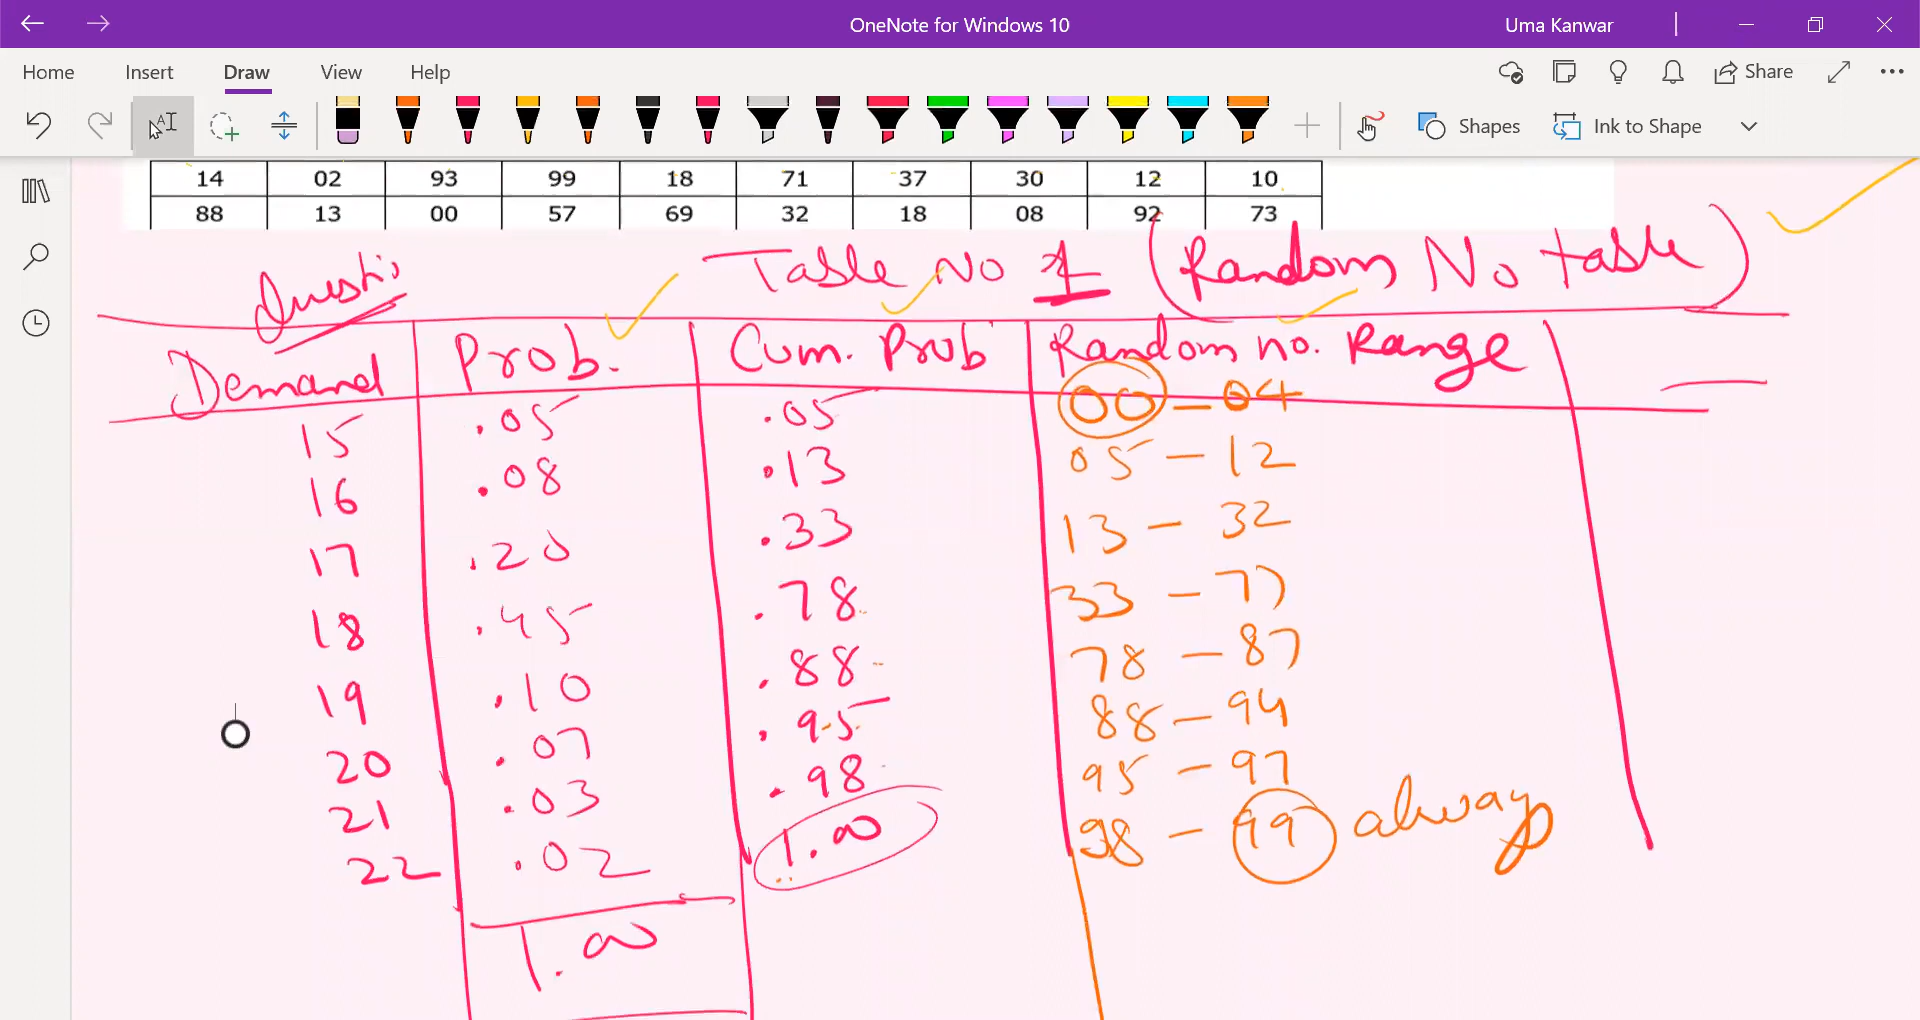 OneNote for Windows 10
Uma Kanwar
Home Insert Draw View Help
Share
Shapes Ink to Shape
14 02 93 99 18 71 37 30 12 10
88 13 00 57 69 32 18 08 92 73
Table No 1 (Random No table)
Demand Prob. Cum. Prob Random no. Range
15 .05 .05 00 - 04
16 .08 .13 05 - 12
17 .20 .33 13 - 32
18 .45 .78 33 - 77
19 .10 .88 78 - 87
20 .07 .95 88 - 94
21 .03 .98 95 - 97
22 .02 1.00 98 - 99 always
1.00